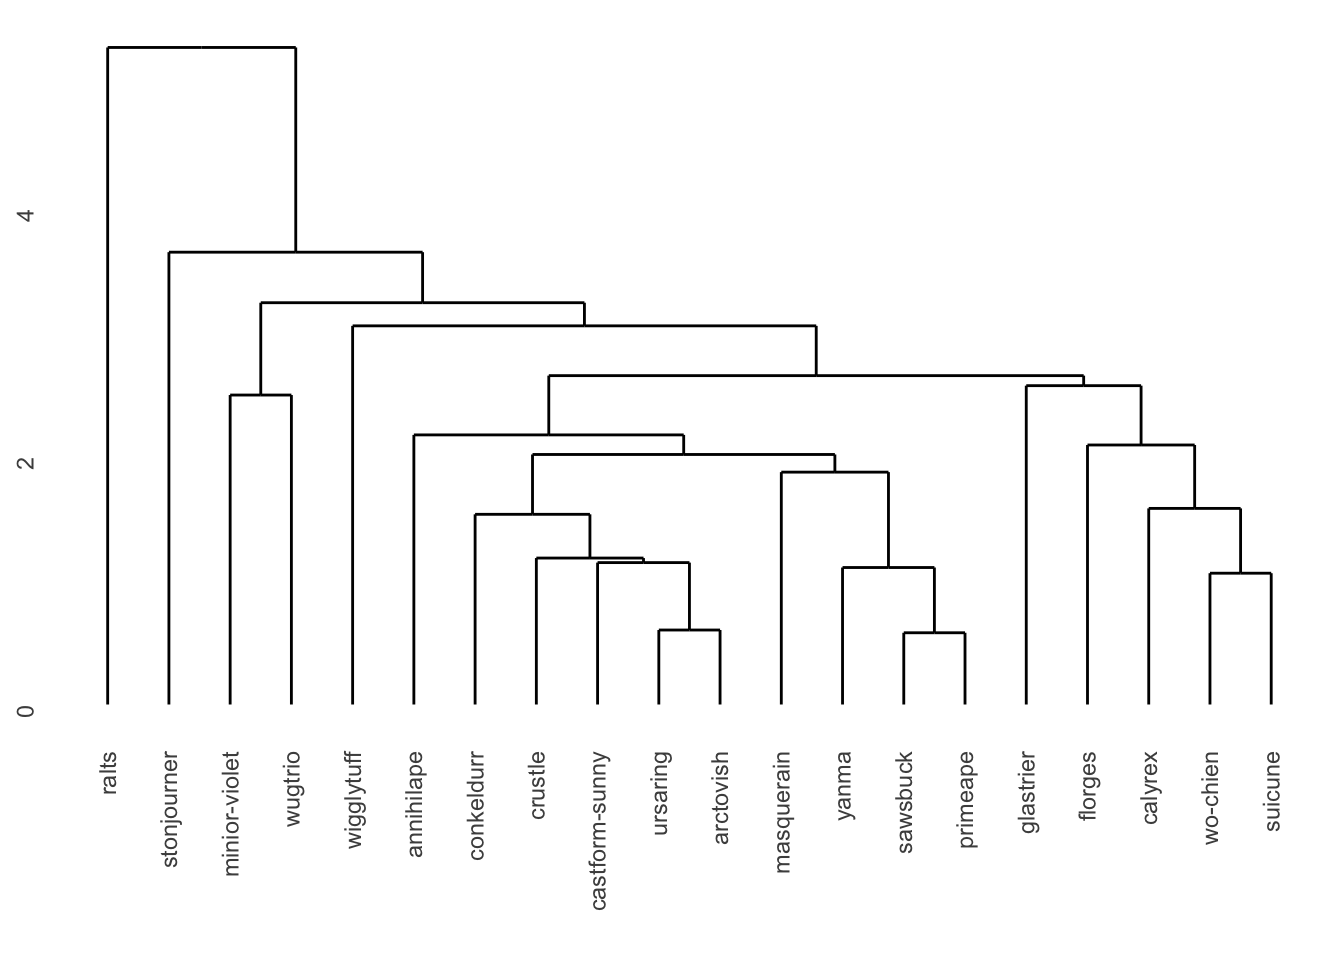 4
2
0
ralts
stonjourner
minior-violet
wugtrio
wigglytuff
annihilape
conkeldurr
crustle
castform-sunny
ursaring
arctovish
masquerain
yanma
sawsbuck
primeape
glastrier
florges
calyrex
wo-chien
suicune